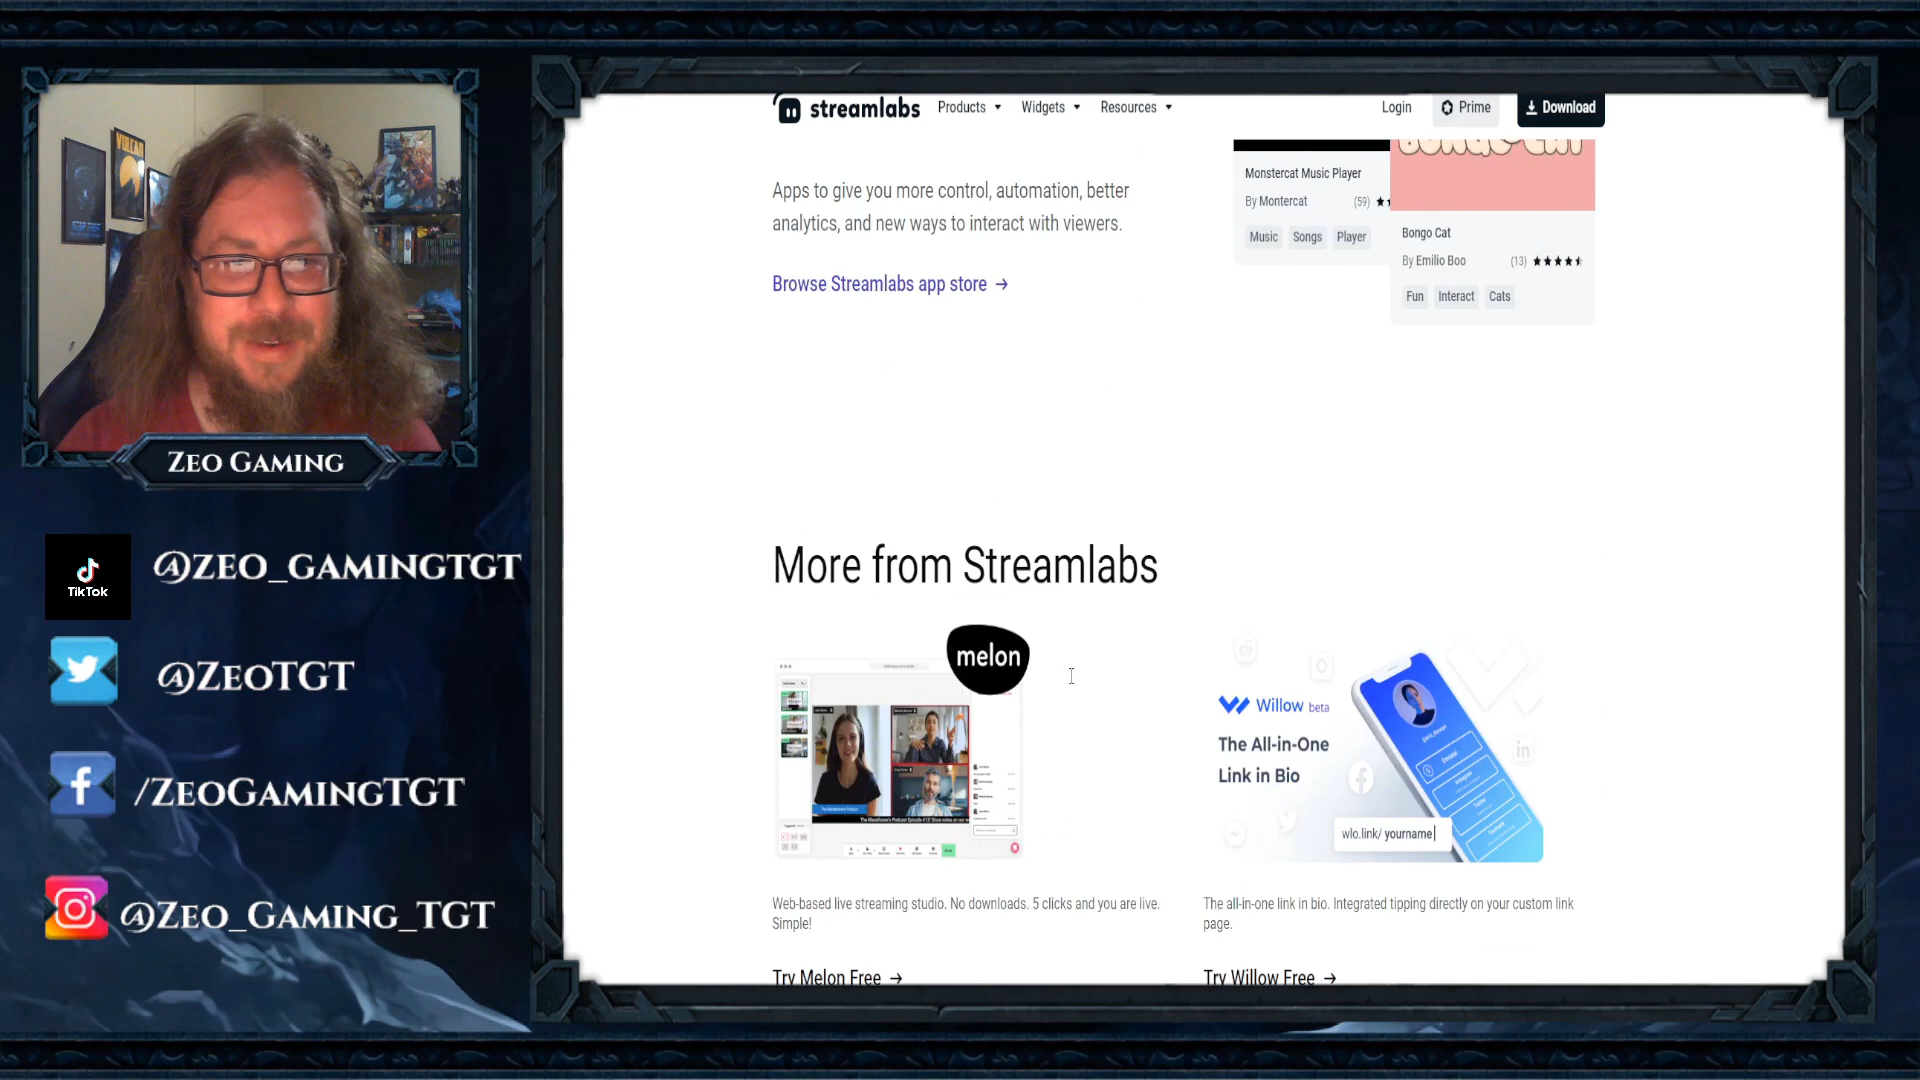 streamlabs
Products
Widgets
Resources
Login
Prime
Download
VULCAN
Apps to give you more control, automation, better
analytics, and new ways to interact with viewers.
Browse Streamlabs app store →
Monstercat Music Player
By Montercat (59)
Music Songs Player
BONGO CAT
Bongo Cat
By Emilio Boo (13)
Fun Interact Cats
ZEO GAMING
TikTok
@ZEO_GAMINGTGT
@ZEOTGT
/ZEOGAMINGTGT
@ZEO_GAMING_TGT
More from Streamlabs
melon
Web-based live streaming studio. No downloads. 5 clicks and you are live.
Simple!
Try Melon Free →
Willow beta
The All-in-One
Link in Bio
wlo.link/ yourname
The all-in-one link in bio. Integrated tipping directly on your custom link
page.
Try Willow Free →